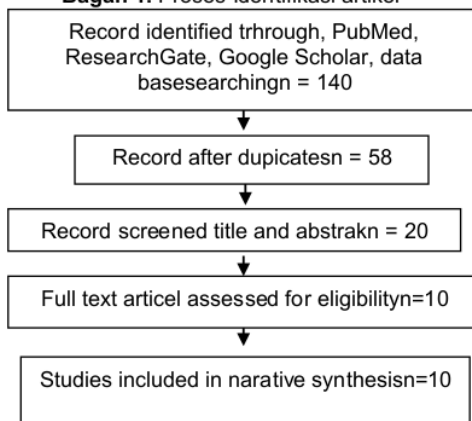 Bagan 1. Proses identifikasi artikel
Record identified trhrough, PubMed,
ResearchGate, Google Scholar, data
basesearchingn = 140
Record after dupicatesn = 58
Record screened title and abstrakn = 20
Full text articel assessed for eligibilityn=10
Studies included in narative synthesisn=10